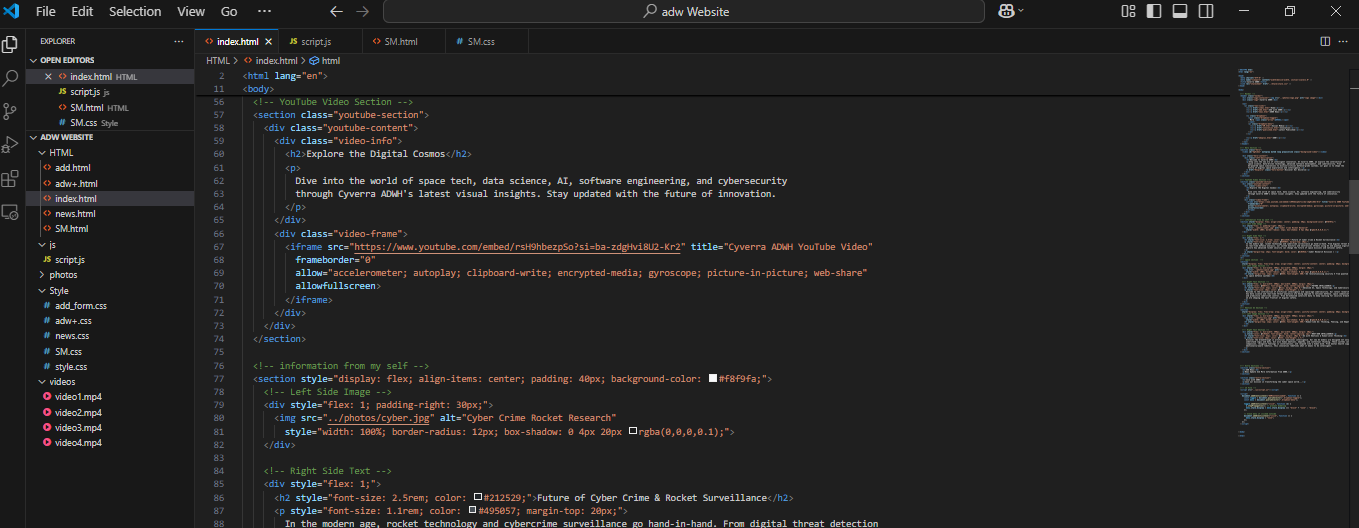 File Edit Selection View Go ··· adw Website
EXPLORER ···
OPEN EDITORS
index.html HTML
script.js js
SM.html HTML
SM.css Style
ADW WEBSITE
HTML
add.html
adw+.html
index.html
news.html
SM.html
js
script.js
photos
Style
add_form.css
adw+.css
news.css
SM.css
style.css
videos
video1.mp4
video2.mp4
video3.mp4
video4.mp4
index.html script.js SM.html SM.css
HTML > index.html > html
2 <html lang="en">
11 <body>
56 <!-- YouTube Video Section -->
57 <section class="youtube-section">
58 <div class="youtube-content">
59 <div class="video-info">
60 <h2>Explore the Digital Cosmos</h2>
61 <p>
62 Dive into the world of space tech, data science, AI, software engineering, and cybersecurity
63 through Cyverra ADWH's latest visual insights. Stay updated with the future of innovation.
64 </p>
65 </div>
66 <div class="video-frame">
67 <iframe src="https://www.youtube.com/embed/rsH9hbezpSo?si=ba-zdgHvi8U2-Kr2" title="Cyverra ADWH YouTube Video"
68 frameborder="0"
69 allow="accelerometer; autoplay; clipboard-write; encrypted-media; gyroscope; picture-in-picture; web-share"
70 allowfullscreen>
71 </iframe>
72 </div>
73 </div>
74 </section>
75
76 <!-- information from my self -->
77 <section style="display: flex; align-items: center; padding: 40px; background-color: #f8f9fa;">
78 <!-- Left Side Image -->
79 <div style="flex: 1; padding-right: 30px;">
80 <img src="../photos/cyber.jpg" alt="Cyber Crime Rocket Research"
81 style="width: 100%; border-radius: 12px; box-shadow: 0 4px 20px rgba(0,0,0,0.1);">
82 </div>
83
84 <!-- Right Side Text -->
85 <div style="flex: 1;">
86 <h2 style="font-size: 2.5rem; color: #212529;">Future of Cyber Crime & Rocket Surveillance</h2>
87 <p style="font-size: 1.1rem; color: #495057; margin-top: 20px;">
88 In the modern age, rocket technology and cybercrime surveillance go hand-in-hand. From digital threat detection